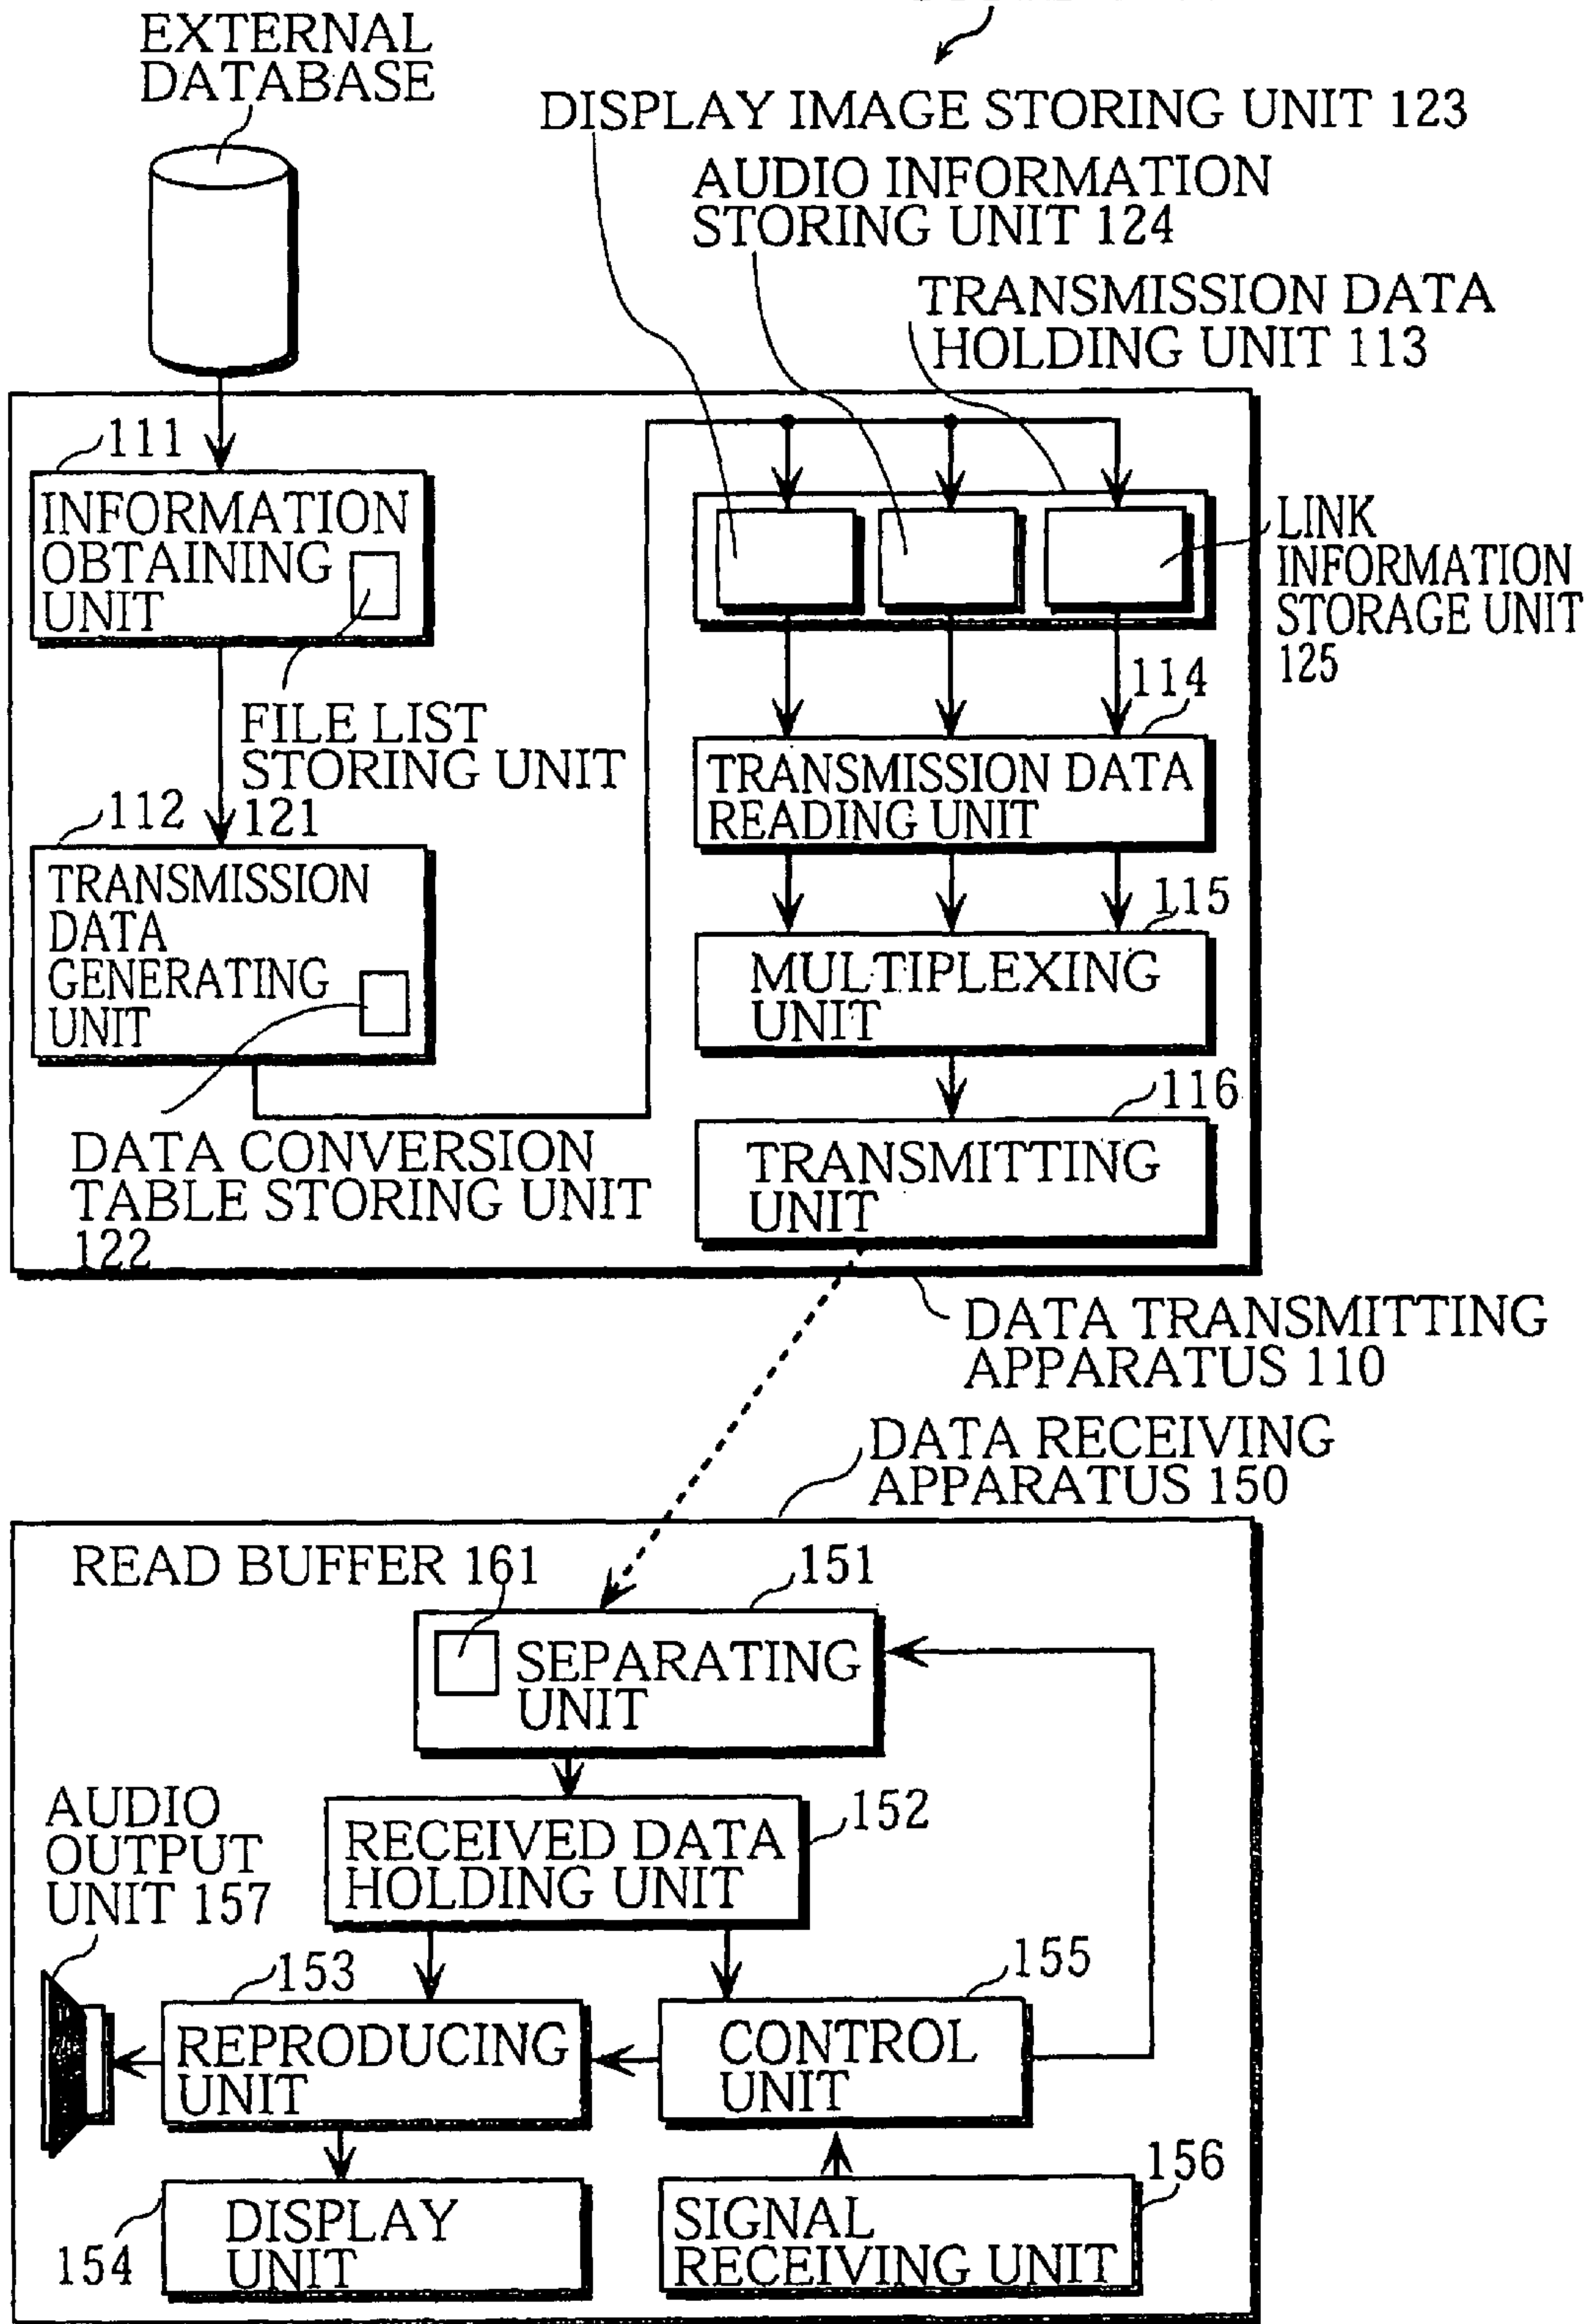 EXTERNAL
DATABASE
DISPLAY IMAGE STORING UNIT 123
AUDIO INFORMATION
STORING UNIT 124
TRANSMISSION DATA
HOLDING UNIT 113
111
INFORMATION
OBTAINING
UNIT
LINK
INFORMATION
STORAGE UNIT
125
FILE LIST
STORING UNIT
121
114
TRANSMISSION DATA
READING UNIT
112
TRANSMISSION
DATA
GENERATING
UNIT
115
MULTIPLEXING
UNIT
116
TRANSMITTING
UNIT
DATA CONVERSION
TABLE STORING UNIT
122
DATA TRANSMITTING
APPARATUS 110
DATA RECEIVING
APPARATUS 150
READ BUFFER 161
151
SEPARATING
UNIT
AUDIO
OUTPUT
UNIT 157
152
RECEIVED DATA
HOLDING UNIT
153
REPRODUCING
UNIT
155
CONTROL
UNIT
154
DISPLAY
UNIT
156
SIGNAL
RECEIVING UNIT